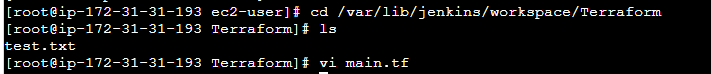 [root@ip-172-31-31-193 ec2-user]# cd /var/lib/jenkins/workspace/Terraform
[root@ip-172-31-31-193 Terraform]# ls
test.txt
[root@ip-172-31-31-193 Terraform]# vi main.tf